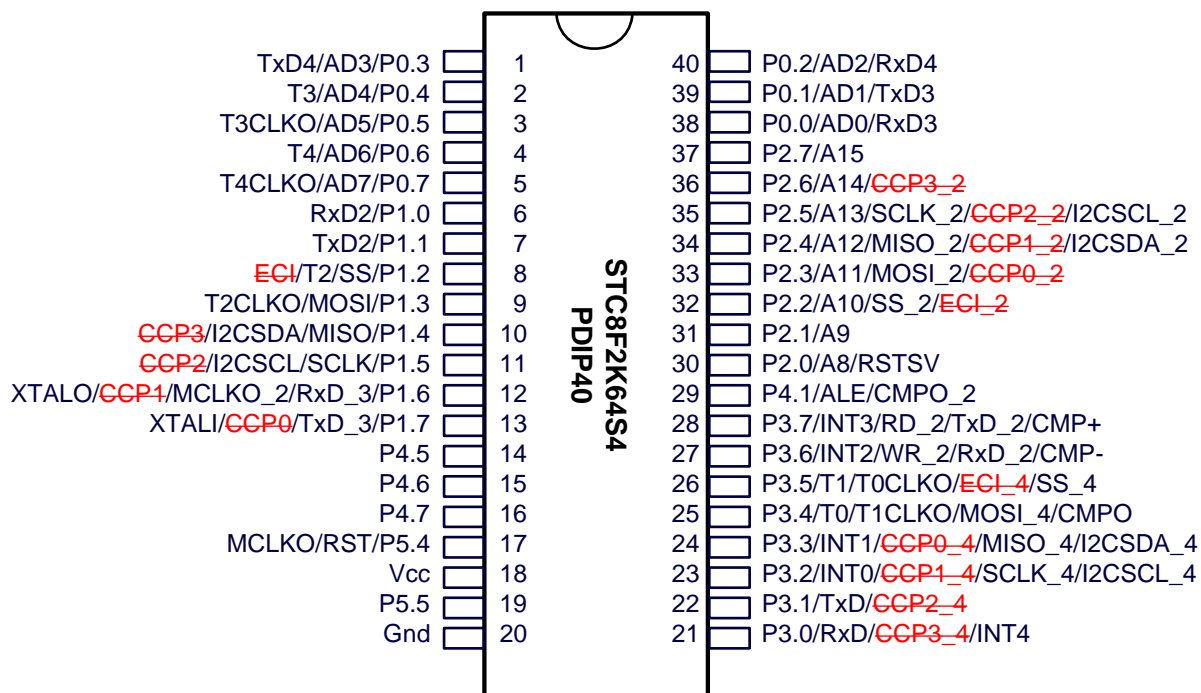 TxD4/AD3/P0.3 1 40 P0.2/AD2/RxD4
T3/AD4/P0.4 2 39 P0.1/AD1/TxD3
T3CLKO/AD5/P0.5 3 38 P0.0/AD0/RxD3
T4/AD6/P0.6 4 37 P2.7/A15
T4CLKO/AD7/P0.7 5 36 P2.6/A14/CCP3_2
RxD2/P1.0 6 35 P2.5/A13/SCLK_2/CCP2_2/I2CSCL_2
TxD2/P1.1 7 34 P2.4/A12/MISO_2/CCP1_2/I2CSDA_2
ECI/T2/SS/P1.2 8 33 P2.3/A11/MOSI_2/CCP0_2
T2CLKO/MOSI/P1.3 9 32 P2.2/A10/SS_2/ECI_2
CCP3/I2CSDA/MISO/P1.4 10 31 P2.1/A9
CCP2/I2CSCL/SCLK/P1.5 11 30 P2.0/A8/RSTSV
XTALO/CCP1/MCLKO_2/RxD_3/P1.6 12 29 P4.1/ALE/CMPO_2
XTALI/CCP0/TxD_3/P1.7 13 28 P3.7/INT3/RD_2/TxD_2/CMP+
P4.5 14 27 P3.6/INT2/WR_2/RxD_2/CMP-
P4.6 15 26 P3.5/T1/T0CLKO/ECI_4/SS_4
P4.7 16 25 P3.4/T0/T1CLKO/MOSI_4/CMPO
MCLKO/RST/P5.4 17 24 P3.3/INT1/CCP0_4/MISO_4/I2CSDA_4
Vcc 18 23 P3.2/INT0/CCP1_4/SCLK_4/I2CSCL_4
P5.5 19 22 P3.1/TxD/CCP2_4
Gnd 20 21 P3.0/RxD/CCP3_4/INT4
STC8F2K64S4
PDIP40